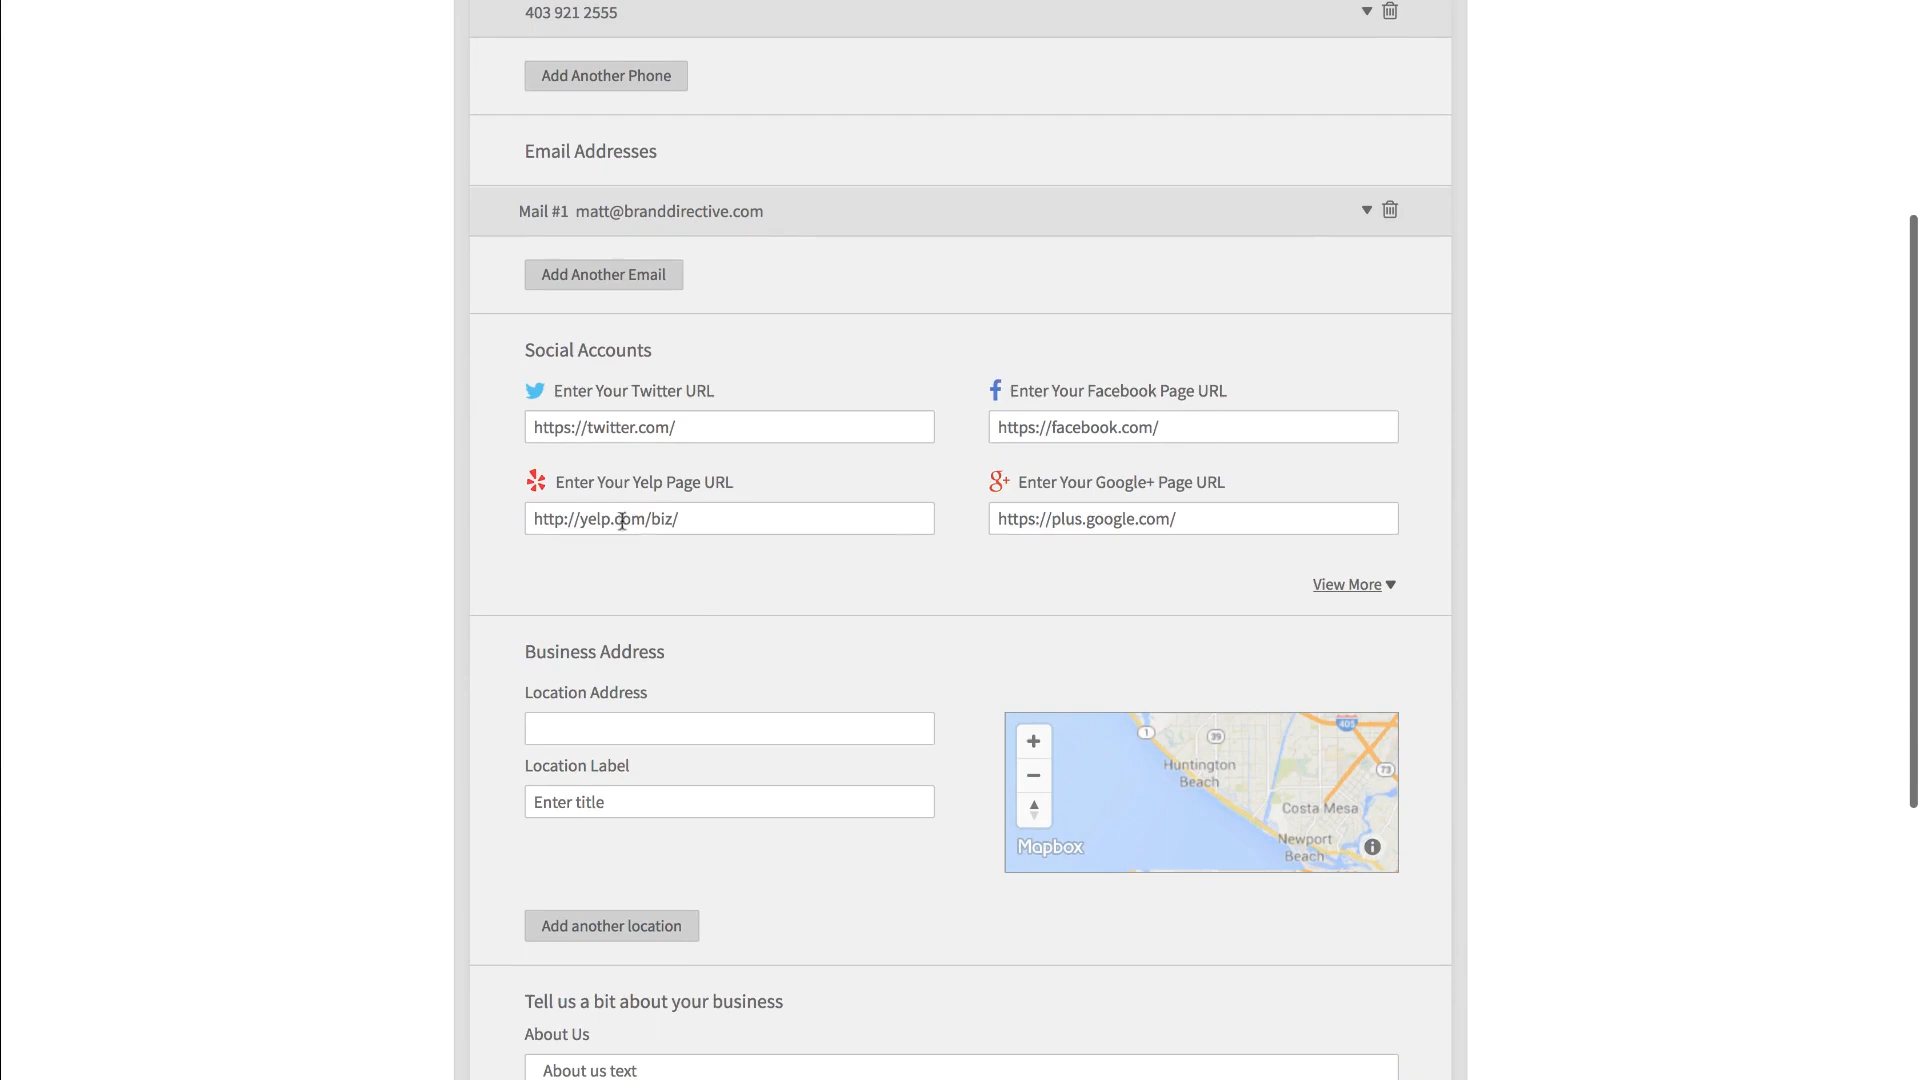 403 921 2555
Add Another Phone
Email Addresses
Mail #1 matt@branddirective.com
Add Another Email
Social Accounts
Enter Your Twitter URL
Enter Your Facebook Page URL
https://twitter.com/
https://facebook.com/
Enter Your Yelp Page URL
Enter Your Google+ Page URL
http://yelp.com/biz/
https://plus.google.com/
View More
Business Address
Location Address
Location Label
Enter title
405
1
39
73
Huntington
Beach
Costa Mesa
Newport
Beach
Mapbox
Add another location
Tell us a bit about your business
About Us
About us text